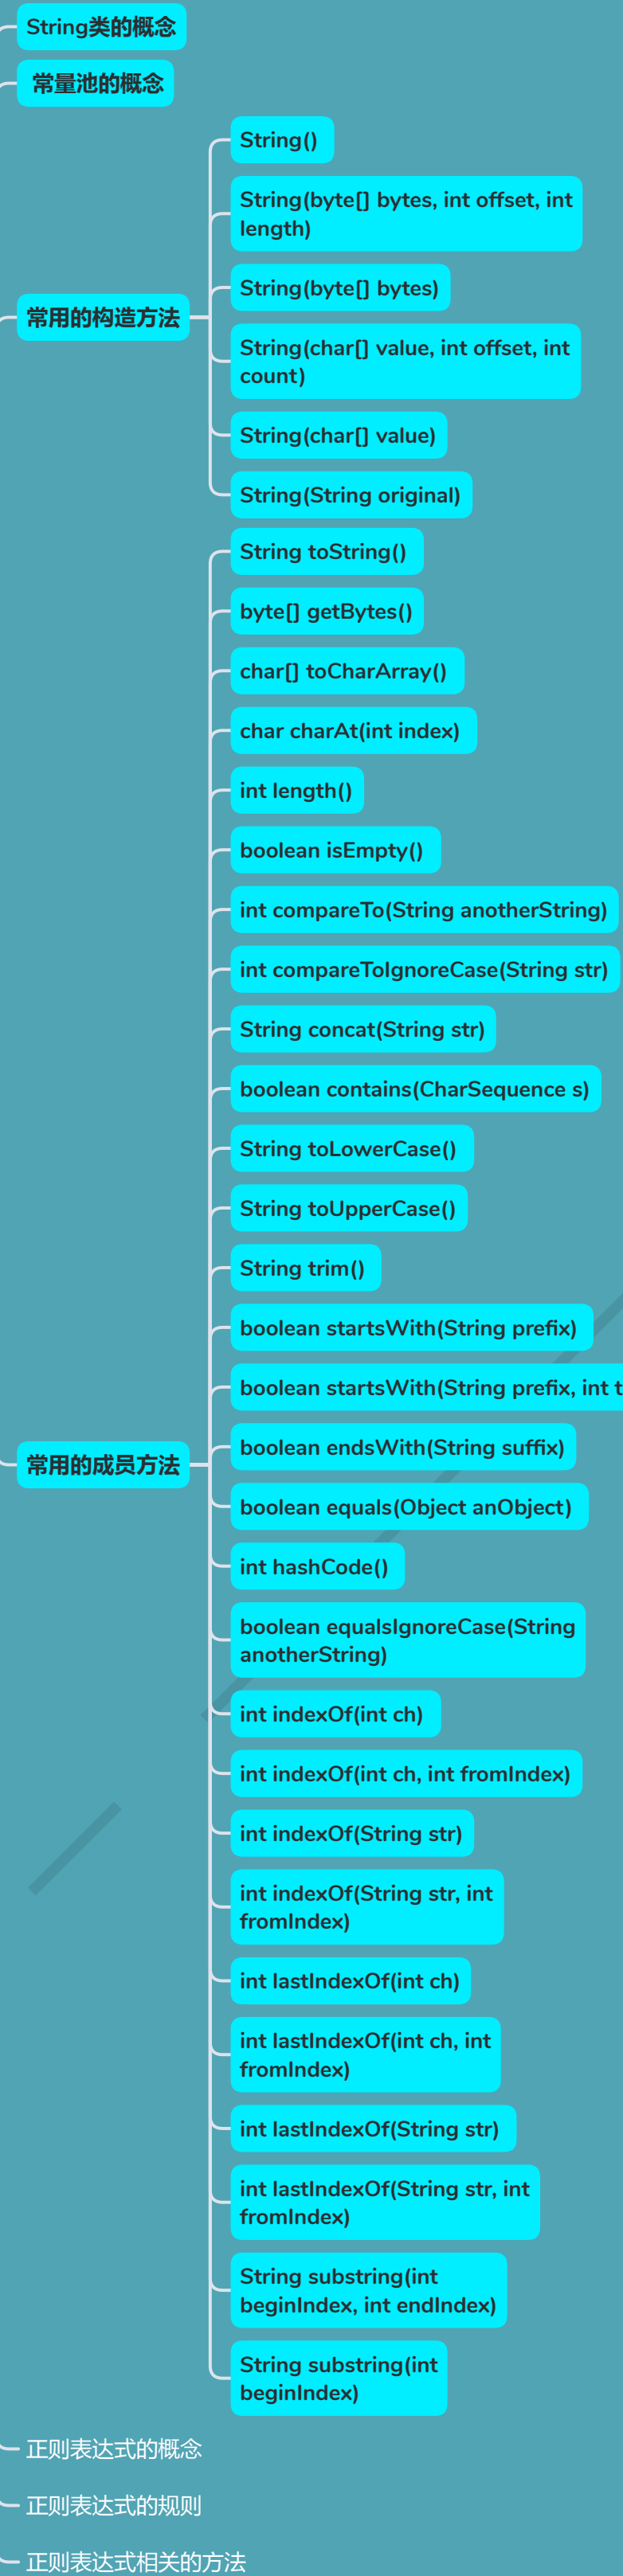 String类的概念
常量池的概念
常用的构造方法
String()
String(byte[] bytes, int offset, int
length)
String(byte[] bytes)
String(char[] value, int offset, int
count)
String(char[] value)
String(String original)
常用的成员方法
String toString()
byte[] getBytes()
char[] toCharArray()
char charAt(int index)
int length()
boolean isEmpty()
int compareTo(String anotherString)
int compareToIgnoreCase(String str)
String concat(String str)
boolean contains(CharSequence s)
String toLowerCase()
String toUpperCase()
String trim()
boolean startsWith(String prefix)
boolean startsWith(String prefix, int t
boolean endsWith(String suffix)
boolean equals(Object anObject)
int hashCode()
boolean equalsIgnoreCase(String
anotherString)
int indexOf(int ch)
int indexOf(int ch, int fromIndex)
int indexOf(String str)
int indexOf(String str, int
fromIndex)
int lastIndexOf(int ch)
int lastIndexOf(int ch, int
fromIndex)
int lastIndexOf(String str)
int lastIndexOf(String str, int
fromIndex)
String substring(int
beginIndex, int endIndex)
String substring(int
beginIndex)
正则表达式的概念
正则表达式的规则
正则表达式相关的方法